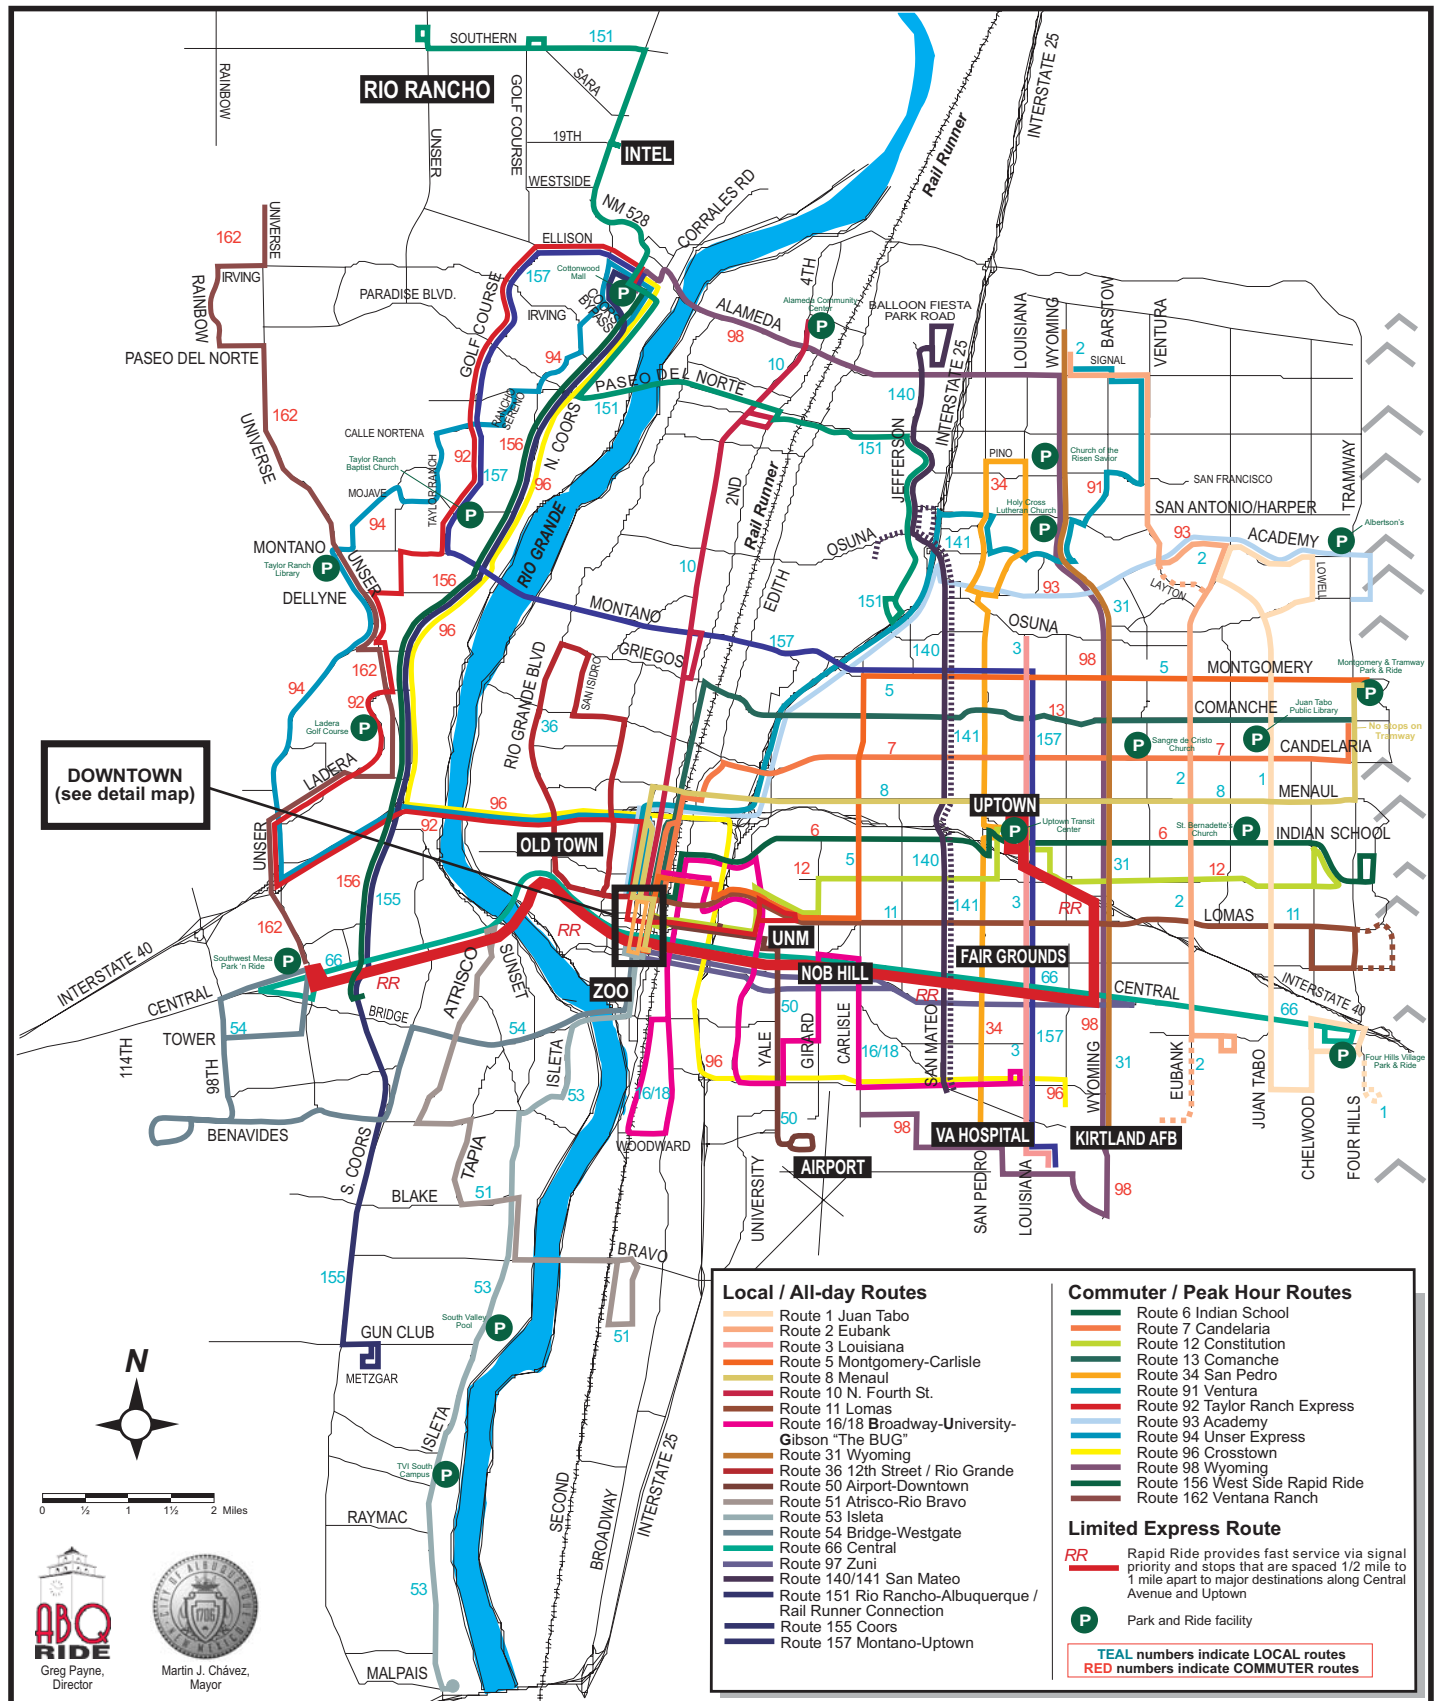 SOUTHERN
151
RIO RANCHO
RAINBOW
UNSER
GOLF COURSE
SARA
19TH
INTEL
WESTSIDE
NM 528
CORRALES RD
INTERSTATE 25
Rail Runner
UNIVERSE
162
IRVING
RAINBOW
PASEO DEL NORTE
ELLISON
157
Cottonwood
Mall
P
COORS
BYPASS
PARADISE BLVD.
IRVING
GOLF COURSE
94
4TH
Alameda Community
Center
P
BALLOON FIESTA
PARK ROAD
ALAMEDA
98
10
140
INTERSTATE 25
LOUISIANA
WYOMING
2
BARSTOW
SIGNAL
VENTURA
PASEO DEL NORTE
151
RANCHO
SERENO
N. COORS
162
UNIVERSE
CALLE NORTENA
Taylor Ranch
Baptist Church
MOJAVE
TAYLOR RANCH
92
156
157
96
P
94
2ND
Rail Runner
151
JEFFERSON
PINO
34
P
Church of the
Risen Savior
Holy Cross
Lutheran Church
P
91
SAN FRANCISCO
SAN ANTONIO/HARPER
TRAMWAY
Albertson's
P
93
ACADEMY
MONTANO
Taylor Ranch
Library
P
UNSER
DELLYNE
156
96
RIO GRANDE
10
OSUNA
EDITH
141
93
2
LAYTON
LOWELL
31
151
MONTANO
157
GRIEGOS
140
OSUNA
3
98
5
MONTGOMERY
Montgomery & Tramway
Park & Ride
P
162
94
92
Ladera
Golf Course
P
LADERA
RIO GRANDE BLVD
SAN ISIDRO
36
5
13
COMANCHE
Juan Tabo
Public Library
P
No stops on
Tramway
141
157
P
Sangre de Cristo
Church
7
7
CANDELARIA
DOWNTOWN
(see detail map)
2
1
8
8
MENAUL
96
92
UPTOWN
P
Uptown Transit
Center
6
6
St. Bernadette's
Church
P
INDIAN SCHOOL
OLD TOWN
UNSER
156
155
12
5
140
31
12
RR
RR
11
141
3
2
LOMAS
11
UNM
162
Southwest Mesa
Park 'n Ride
P
66
RR
INTERSTATE 40
CENTRAL
ATRISCO
SUNSET
ZOO
NOB HILL
FAIR GROUNDS
66
RR
CENTRAL
INTERSTATE 40
66
TOWER
54
BRIDGE
54
114TH
98TH
ISLETA
53
50
YALE
GIRARD
CARLISLE
16/18
SAN MATEO
34
157
3
98
WYOMING
31
EUBANK
2
JUAN TABO
CHELWOOD
FOUR HILLS
P
Four Hills Village
Park & Ride
1
96
16/18
96
50
BENAVIDES
WOODWARD
98
VA HOSPITAL
KIRTLAND AFB
AIRPORT
UNIVERSITY
SAN PEDRO
LOUISIANA
98
S. COORS
TAPIA
BLAKE
51
BRAVO
155
53
South Valley
Pool
P
51
GUN CLUB
METZGAR
N
0 ½ 1 1½ 2 Miles
ISLETA
TVI South
Campus
P
RAYMAC
53
SECOND
BROADWAY
INTERSTATE 25
MALPAIS
ABQ
RIDE
Greg Payne,
Director
CITY OF ALBUQUERQUE
1706
NEW MEXICO
Martin J. Chávez,
Mayor
Local / All-day Routes
Route 1 Juan Tabo
Route 2 Eubank
Route 3 Louisiana
Route 5 Montgomery-Carlisle
Route 8 Menaul
Route 10 N. Fourth St.
Route 11 Lomas
Route 16/18 Broadway-University-
Gibson “The BUG”
Route 31 Wyoming
Route 36 12th Street / Rio Grande
Route 50 Airport-Downtown
Route 51 Atrisco-Rio Bravo
Route 53 Isleta
Route 54 Bridge-Westgate
Route 66 Central
Route 97 Zuni
Route 140/141 San Mateo
Route 151 Rio Rancho-Albuquerque /
Rail Runner Connection
Route 155 Coors
Route 157 Montano-Uptown
Commuter / Peak Hour Routes
Route 6 Indian School
Route 7 Candelaria
Route 12 Constitution
Route 13 Comanche
Route 34 San Pedro
Route 91 Ventura
Route 92 Taylor Ranch Express
Route 93 Academy
Route 94 Unser Express
Route 96 Crosstown
Route 98 Wyoming
Route 156 West Side Rapid Ride
Route 162 Ventana Ranch
Limited Express Route
RR Rapid Ride provides fast service via signal
priority and stops that are spaced 1/2 mile to
1 mile apart to major destinations along Central
Avenue and Uptown
P Park and Ride facility
TEAL numbers indicate LOCAL routes
RED numbers indicate COMMUTER routes